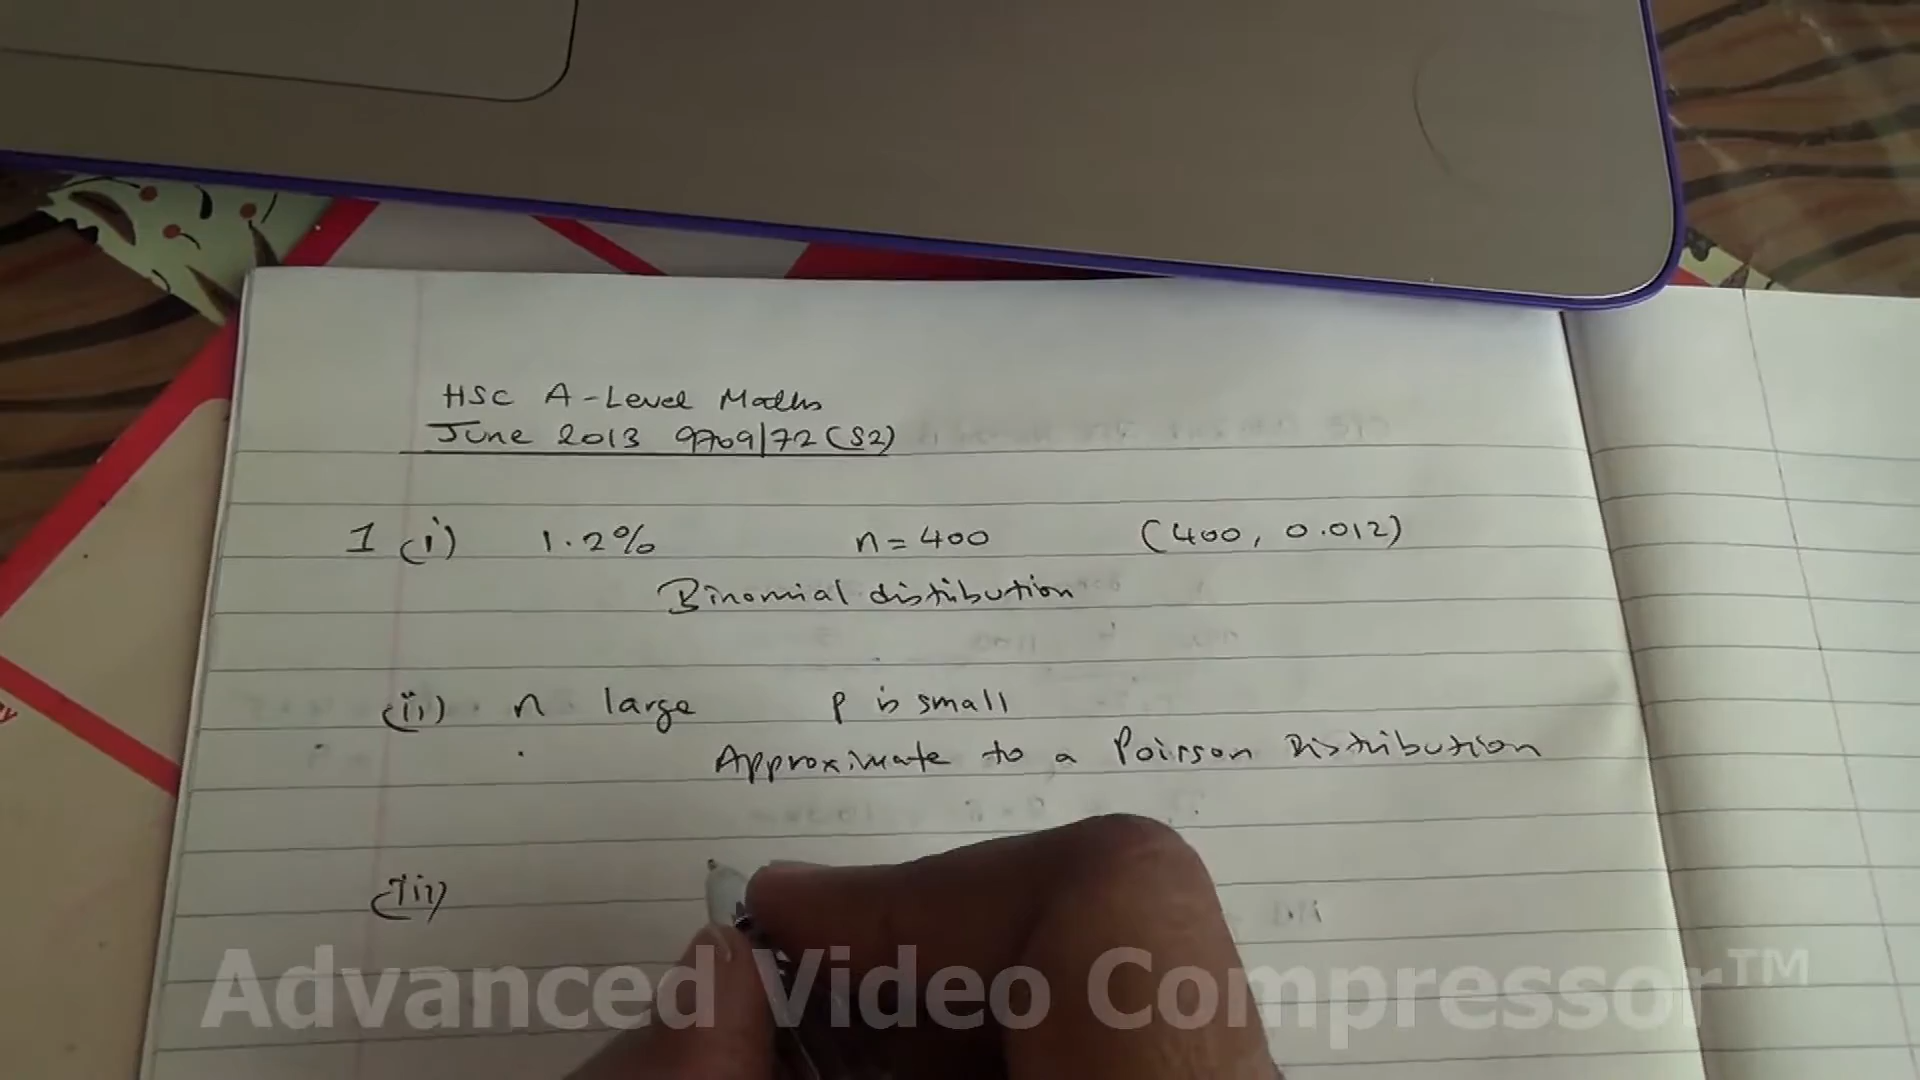 HSC A-Level Maths
June 2013 9709/72 (S2)
1 (i) 1.2% n = 400 (400, 0.012)
Binomial distribution
(ii) n large p is small
Approximate to a Poisson Distribution
(iii)
Advanced Video Compressor™